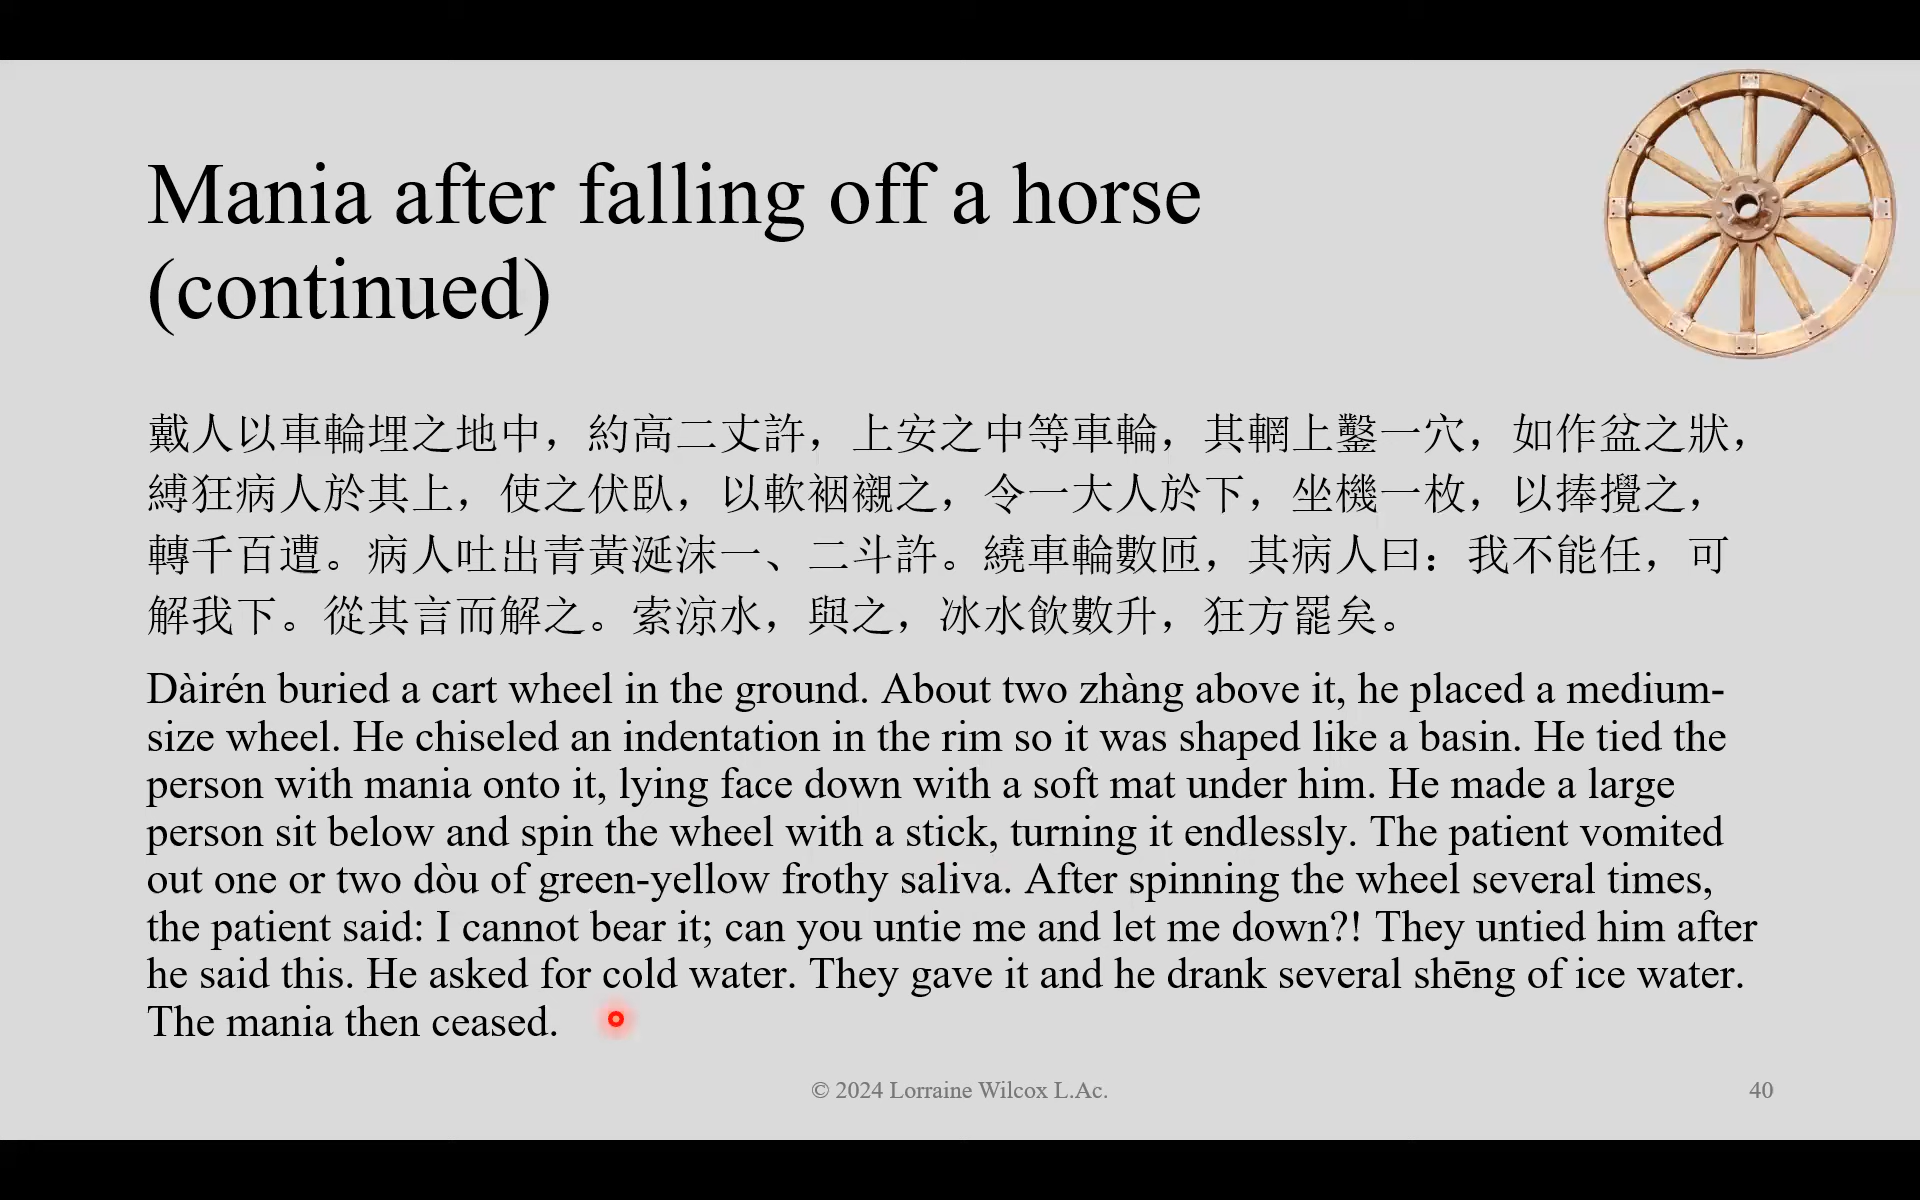 Mania after falling off a horse
(continued)
戴人以車輪埋之地中，約高二丈許，上安之中等車輪，其輞上鑿一穴，如作盆之狀，
縛狂病人於其上，使之伏臥，以軟裀襯之，令一大人於下，坐機一枚，以捧攪之，
轉千百遭。病人吐出青黃涎沫一、二斗許。繞車輪數匝，其病人曰：我不能任，可
解我下。從其言而解之。索涼水，與之，冰水飲數升，狂方罷矣。
Dàirén buried a cart wheel in the ground. About two zhàng above it, he placed a medium-
size wheel. He chiseled an indentation in the rim so it was shaped like a basin. He tied the
person with mania onto it, lying face down with a soft mat under him. He made a large
person sit below and spin the wheel with a stick, turning it endlessly. The patient vomited
out one or two dòu of green-yellow frothy saliva. After spinning the wheel several times,
the patient said: I cannot bear it; can you untie me and let me down?! They untied him after
he said this. He asked for cold water. They gave it and he drank several shēng of ice water.
The mania then ceased.
© 2024 Lorraine Wilcox L.Ac.
40